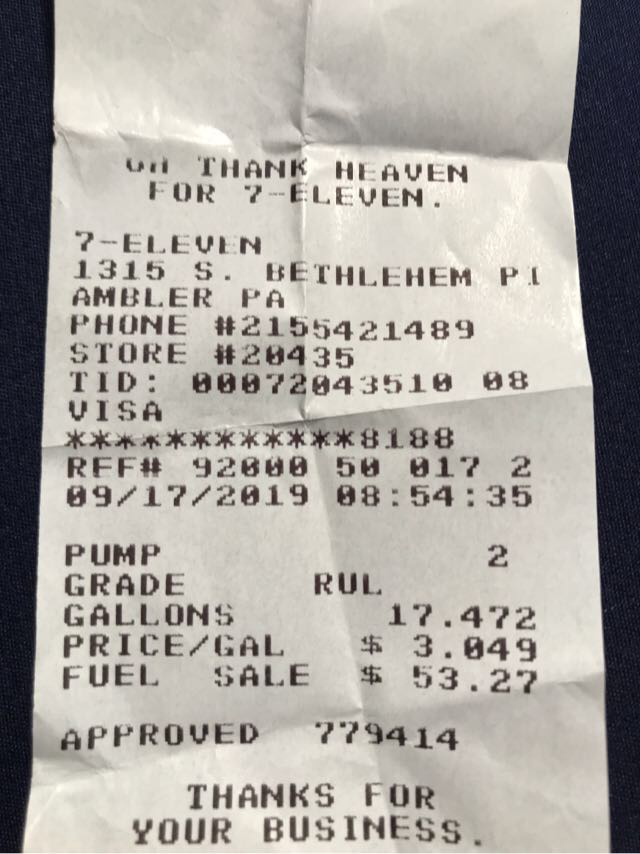 OH THANK HEAVEN
FOR 7-ELEVEN.
7-ELEVEN
1315 S. BETHLEHEM PI
AMBLER PA
PHONE #2155421489
STORE #20435
TID: 00072043510 08
VISA
************8188
REF# 92000 50 017 2
09/17/2019 08:54:35
PUMP 2
GRADE RUL
GALLONS 17.472
PRICE/GAL $ 3.049
FUEL SALE $ 53.27
APPROVED 779414
THANKS FOR
YOUR BUSINESS.